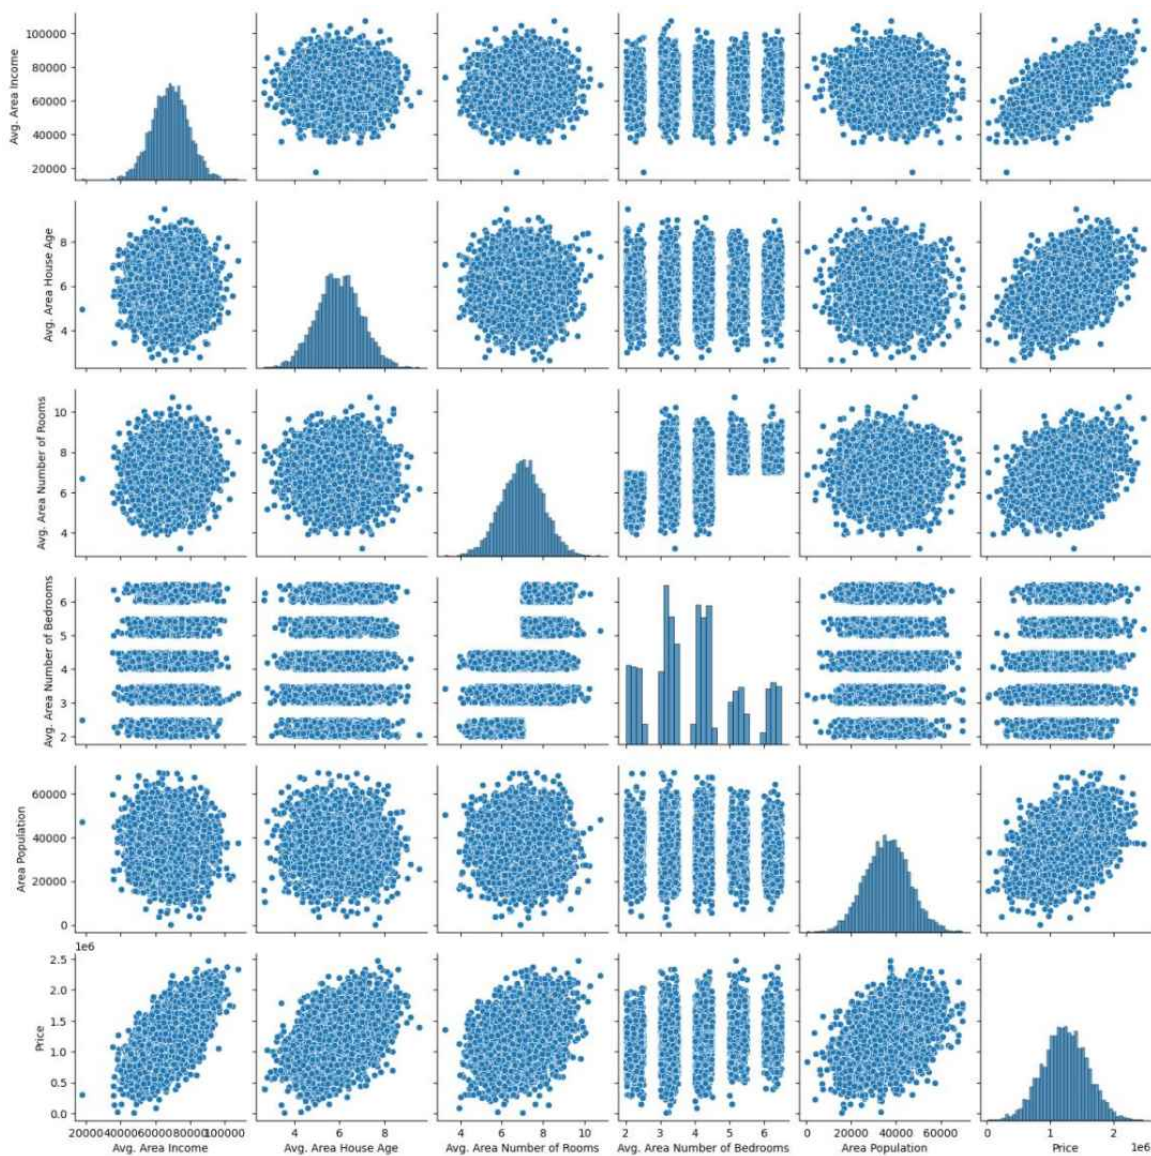 100000
80000
60000
40000
20000
Avg. Area Income
8
6
4
Avg. Area House Age
10
8
6
4
Avg. Area Number of Rooms
6
5
4
3
2
Avg. Area Number of Bedrooms
60000
40000
20000
0
Area Population
1e6
2.5
2.0
1.5
1.0
0.5
0.0
Price
20000 40000 60000 80000 100000
Avg. Area Income
4 6 8
Avg. Area House Age
4 6 8 10
Avg. Area Number of Rooms
2 3 4 5 6
Avg. Area Number of Bedrooms
0 20000 40000 60000
Area Population
0 1 2
1e6
Price